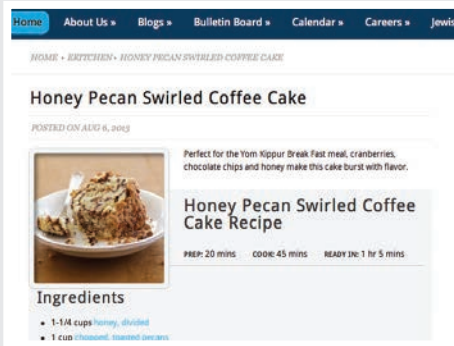 Home About Us » Blogs » Bulletin Board » Calendar » Careers » Jewis
HOME • EKITCHEN • HONEY PECAN SWIRLED COFFEE CAKE
Honey Pecan Swirled Coffee Cake
POSTED ON AUG 6, 2013
Perfect for the Yom Kippur Break Fast meal, cranberries,
chocolate chips and honey make this cake burst with flavor.
Honey Pecan Swirled Coffee
Cake Recipe
PREP: 20 mins COOK: 45 mins READY IN: 1 hr 5 mins
Ingredients
• 1-1/4 cups honey, divided
• 1 cup chopped, toasted pecans